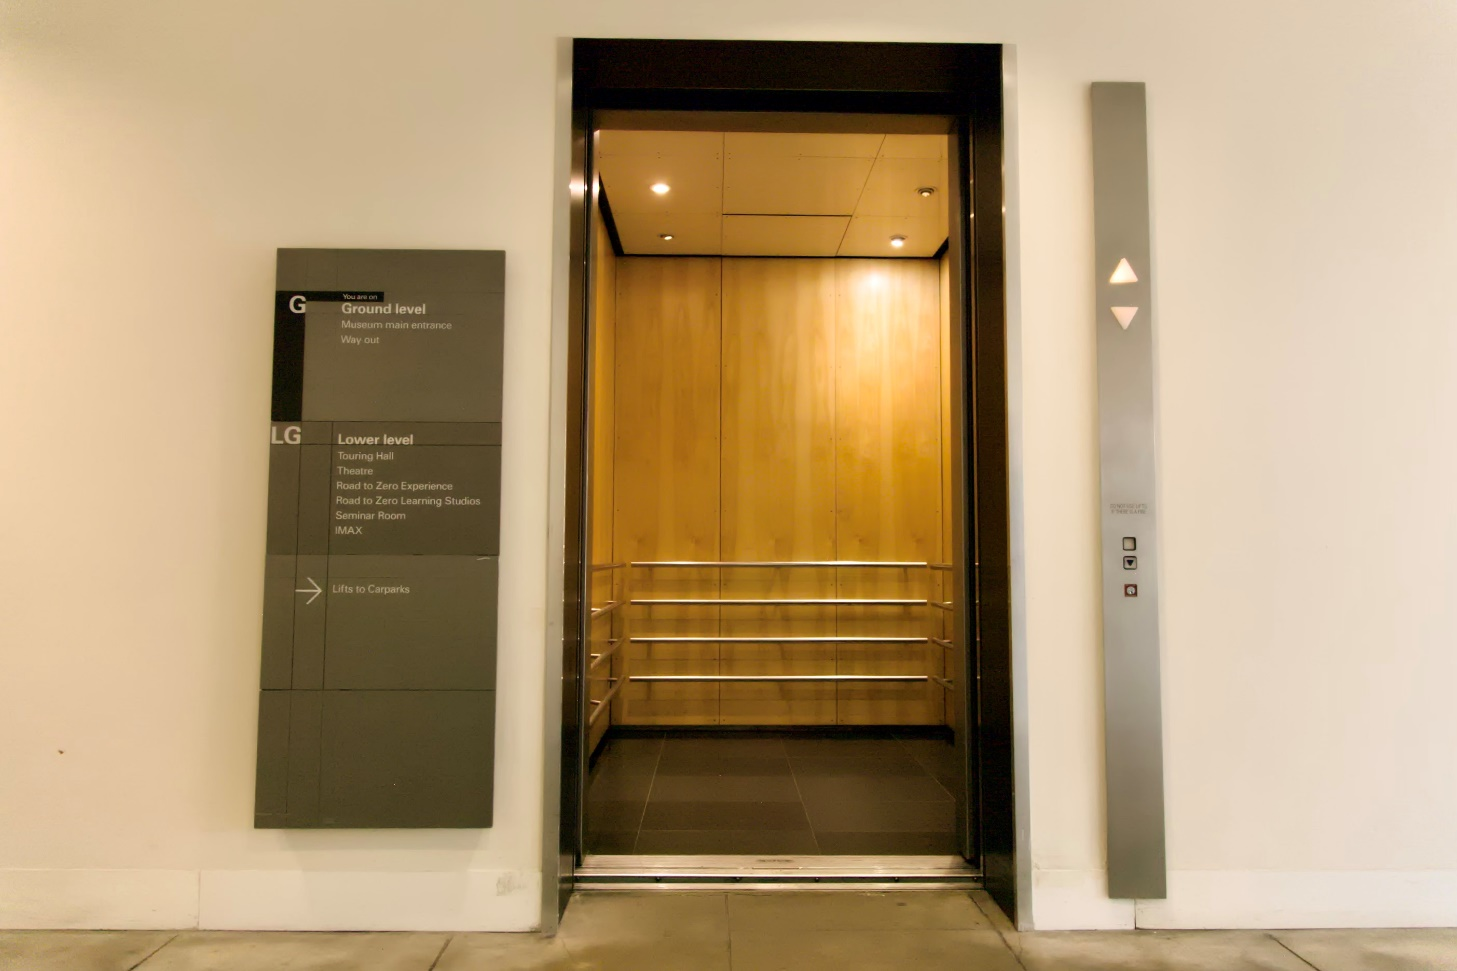 You are on
G
Ground level
Museum main entrance
Way out
LG
Lower level
Touring Hall
Theatre
Road to Zero Experience
Road to Zero Learning Studios
Seminar Room
IMAX
Lifts to Carparks